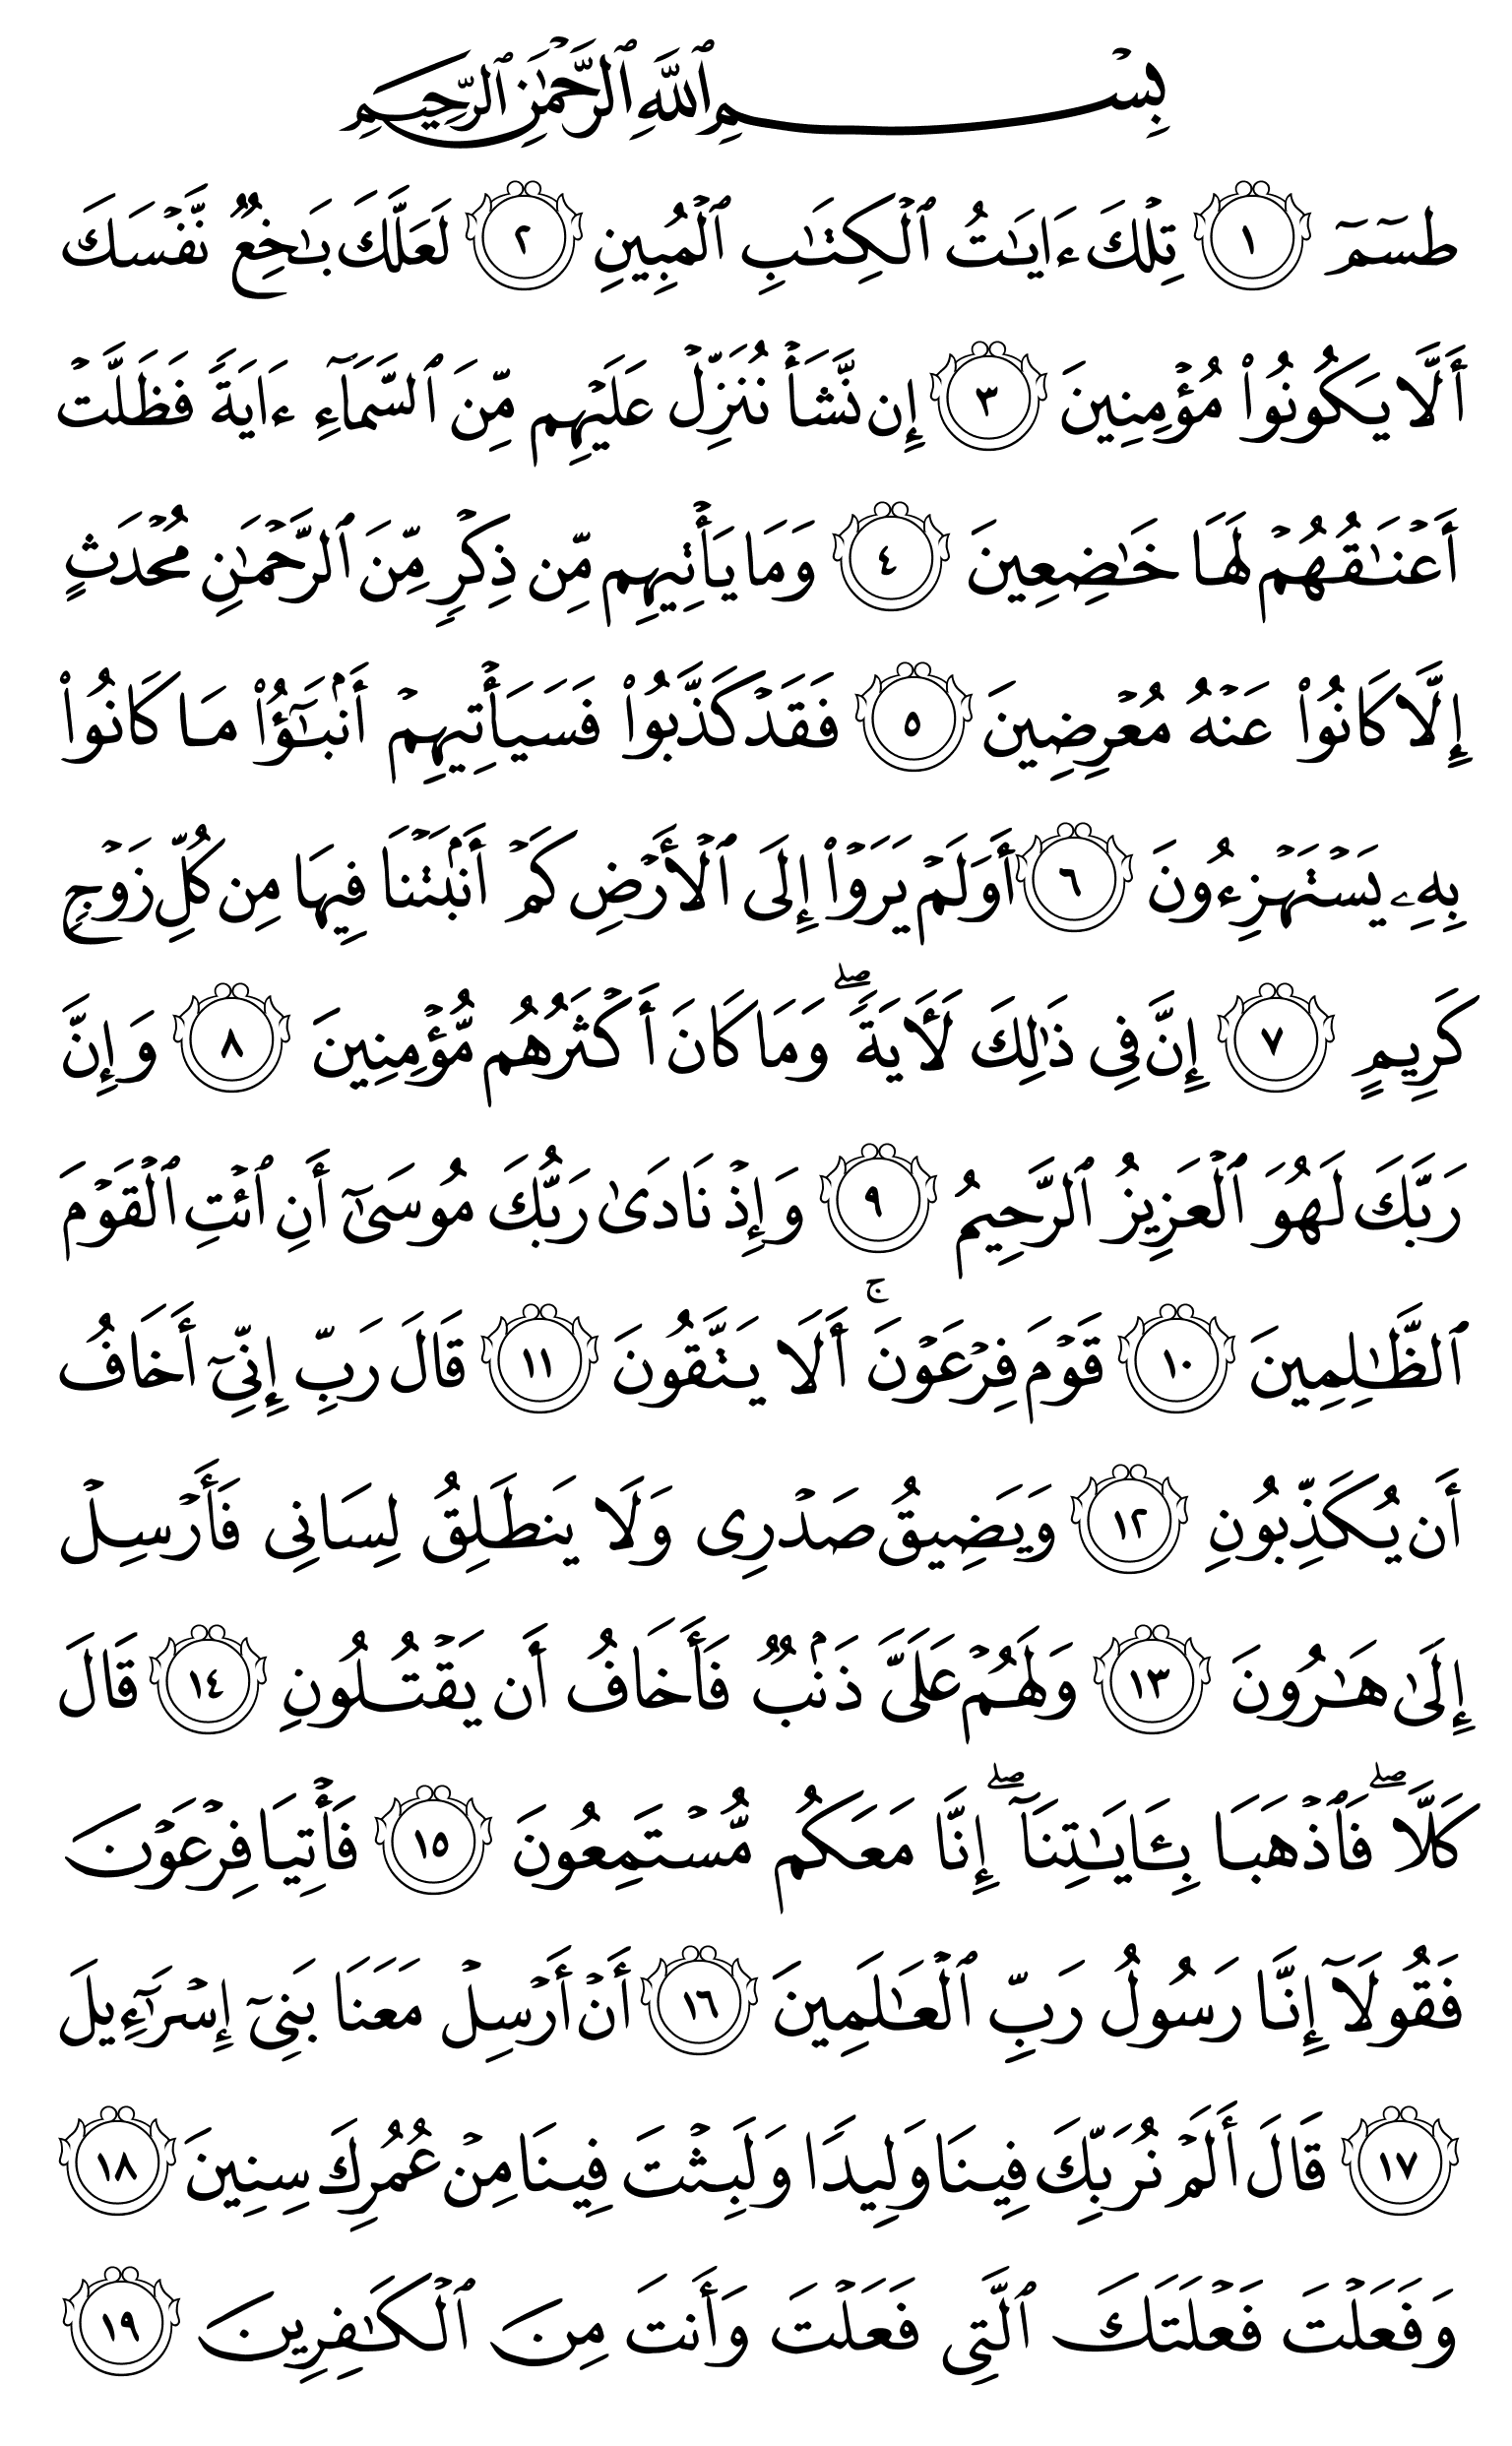 بِسْمِ ٱللَّهِ ٱلرَّحْمَٰنِ ٱلرَّحِيمِ
طسٓمٓ ١ تِلْكَ ءَايَٰتُ ٱلْكِتَٰبِ ٱلْمُبِينِ ٢ لَعَلَّكَ بَٰخِعٌ نَّفْسَكَ
أَلَّا يَكُونُوا۟ مُؤْمِنِينَ ٣ إِن نَّشَأْ نُنَزِّلْ عَلَيْهِم مِّنَ ٱلسَّمَآءِ ءَايَةً فَظَلَّتْ
أَعْنَٰقُهُمْ لَهَا خَٰضِعِينَ ٤ وَمَا يَأْتِيهِم مِّن ذِكْرٍ مِّنَ ٱلرَّحْمَٰنِ مُحْدَثٍ
إِلَّا كَانُوا۟ عَنْهُ مُعْرِضِينَ ٥ فَقَدْ كَذَّبُوا۟ فَسَيَأْتِيهِمْ أَنۢبَٰٓؤُا۟ مَا كَانُوا۟
بِهِۦ يَسْتَهْزِءُونَ ٦ أَوَلَمْ يَرَوْا۟ إِلَى ٱلْأَرْضِ كَمْ أَنۢبَتْنَا فِيهَا مِن كُلِّ زَوْجٍ
كَرِيمٍ ٧ إِنَّ فِى ذَٰلِكَ لَـَٔايَةً ۖ وَمَا كَانَ أَكْثَرُهُم مُّؤْمِنِينَ ٨ وَإِنَّ
رَبَّكَ لَهُوَ ٱلْعَزِيزُ ٱلرَّحِيمُ ٩ وَإِذْ نَادَىٰ رَبُّكَ مُوسَىٰٓ أَنِ ٱئْتِ ٱلْقَوْمَ
ٱلظَّٰلِمِينَ ١٠ قَوْمَ فِرْعَوْنَ ۚ أَلَا يَتَّقُونَ ١١ قَالَ رَبِّ إِنِّىٓ أَخَافُ
أَن يُكَذِّبُونِ ١٢ وَيَضِيقُ صَدْرِى وَلَا يَنطَلِقُ لِسَانِى فَأَرْسِلْ
إِلَىٰ هَٰرُونَ ١٣ وَلَهُمْ عَلَىَّ ذَنۢبٌ فَأَخَافُ أَن يَقْتُلُونِ ١٤ قَالَ
كَلَّا ۖ فَٱذْهَبَا بِـَٔايَٰتِنَآ ۖ إِنَّا مَعَكُم مُّسْتَمِعُونَ ١٥ فَأْتِيَا فِرْعَوْنَ
فَقُولَآ إِنَّا رَسُولُ رَبِّ ٱلْعَٰلَمِينَ ١٦ أَنْ أَرْسِلْ مَعَنَا بَنِىٓ إِسْرَٰٓءِيلَ
١٧ قَالَ أَلَمْ نُرَبِّكَ فِينَا وَلِيدًا وَلَبِثْتَ فِينَا مِنْ عُمُرِكَ سِنِينَ ١٨
وَفَعَلْتَ فَعْلَتَكَ ٱلَّتِى فَعَلْتَ وَأَنتَ مِنَ ٱلْكَٰفِرِينَ ١٩